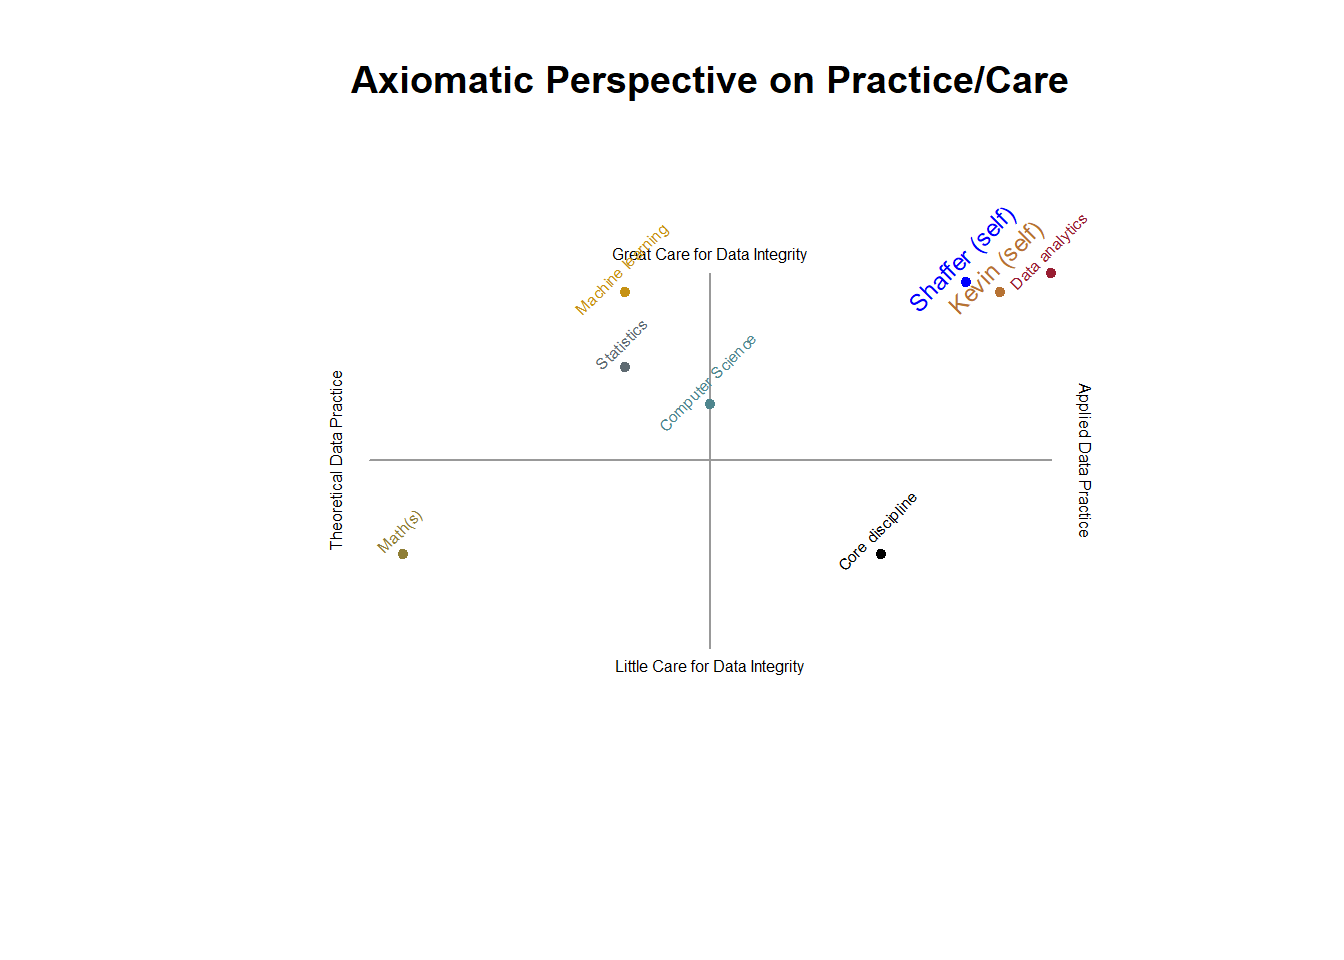 Axiomatic Perspective on Practice/Care
Great Care for Data Integrity
Machine learning
Shaffer (self)
Kevin (self)
Data analytics
Statistics
Computer Science
Theoretical Data Practice
Applied Data Practice
Math(s)
Core discipline
Little Care for Data Integrity